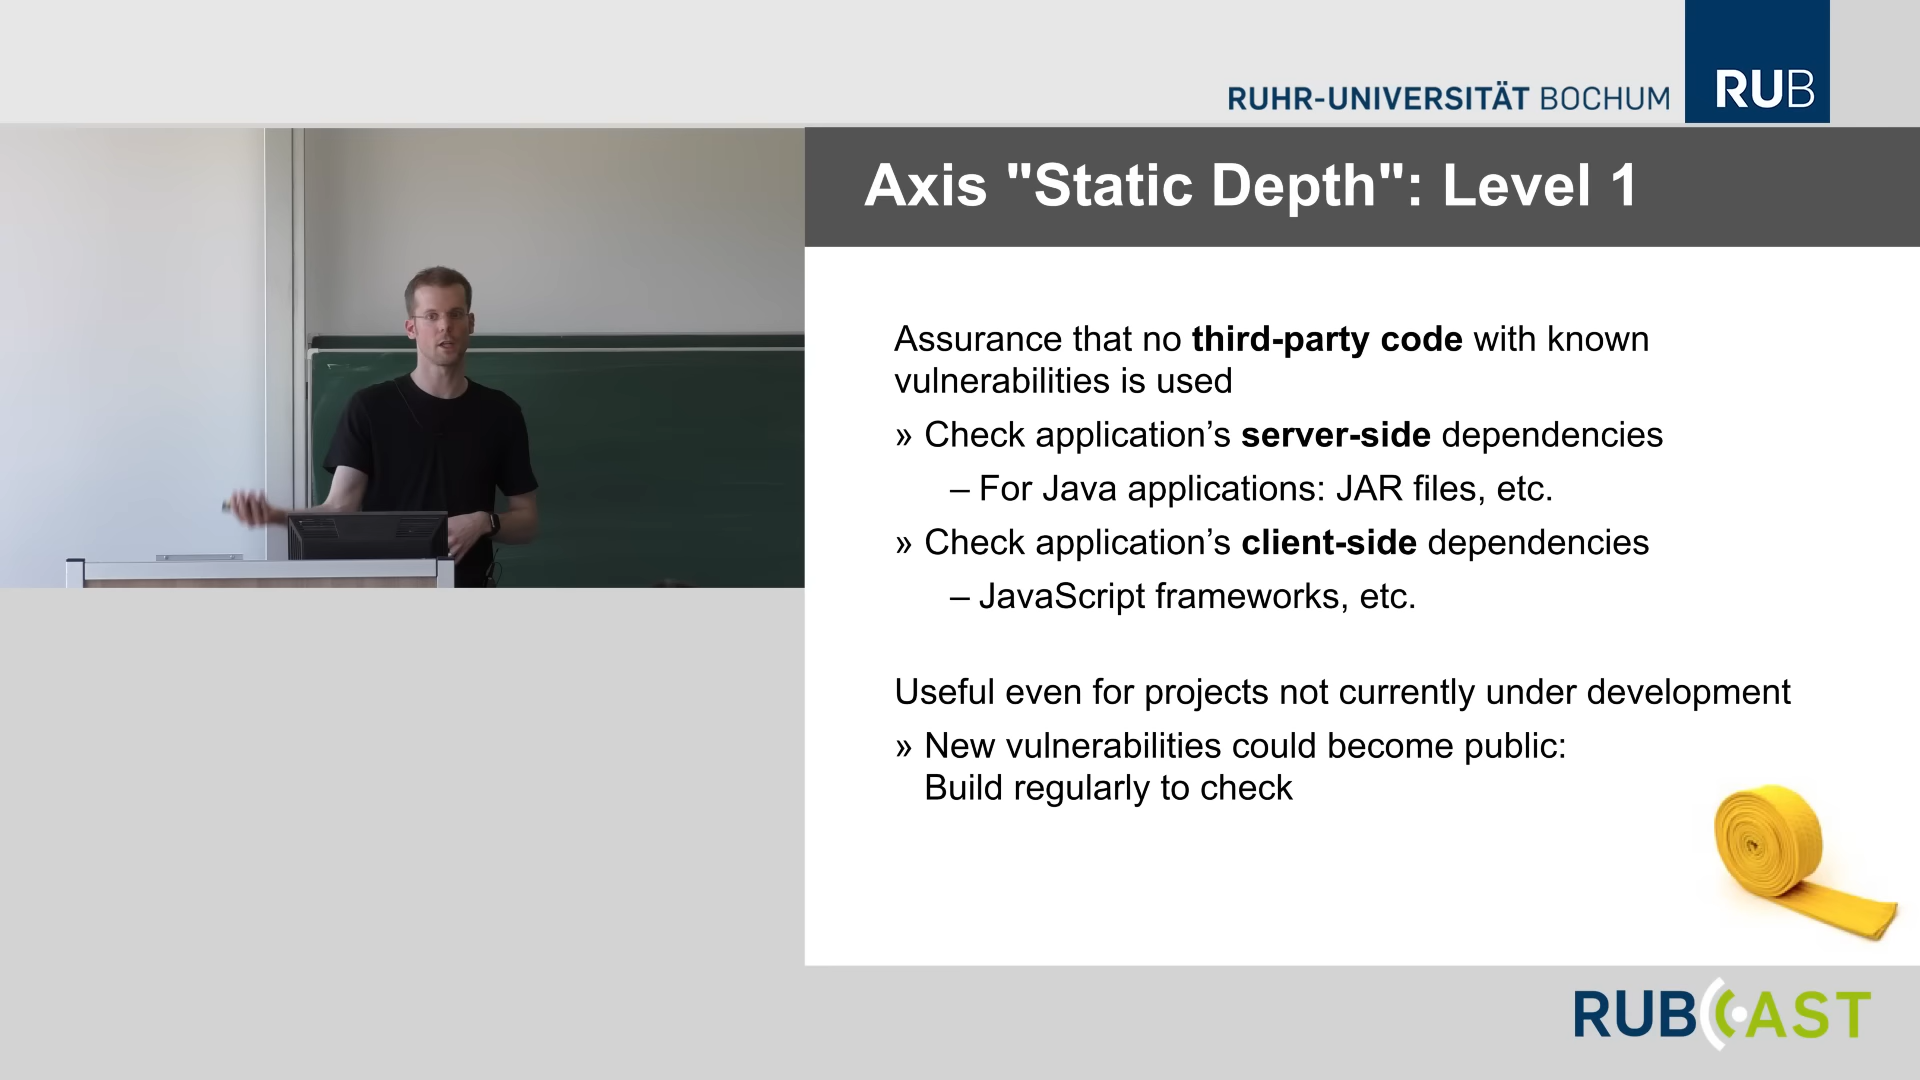 RUHR-UNIVERSITÄT BOCHUM
RUB
Axis "Static Depth": Level 1
Assurance that no third-party code with known
vulnerabilities is used
» Check application’s server-side dependencies
– For Java applications: JAR files, etc.
» Check application’s client-side dependencies
– JavaScript frameworks, etc.
Useful even for projects not currently under development
» New vulnerabilities could become public:
Build regularly to check
RUBCAST